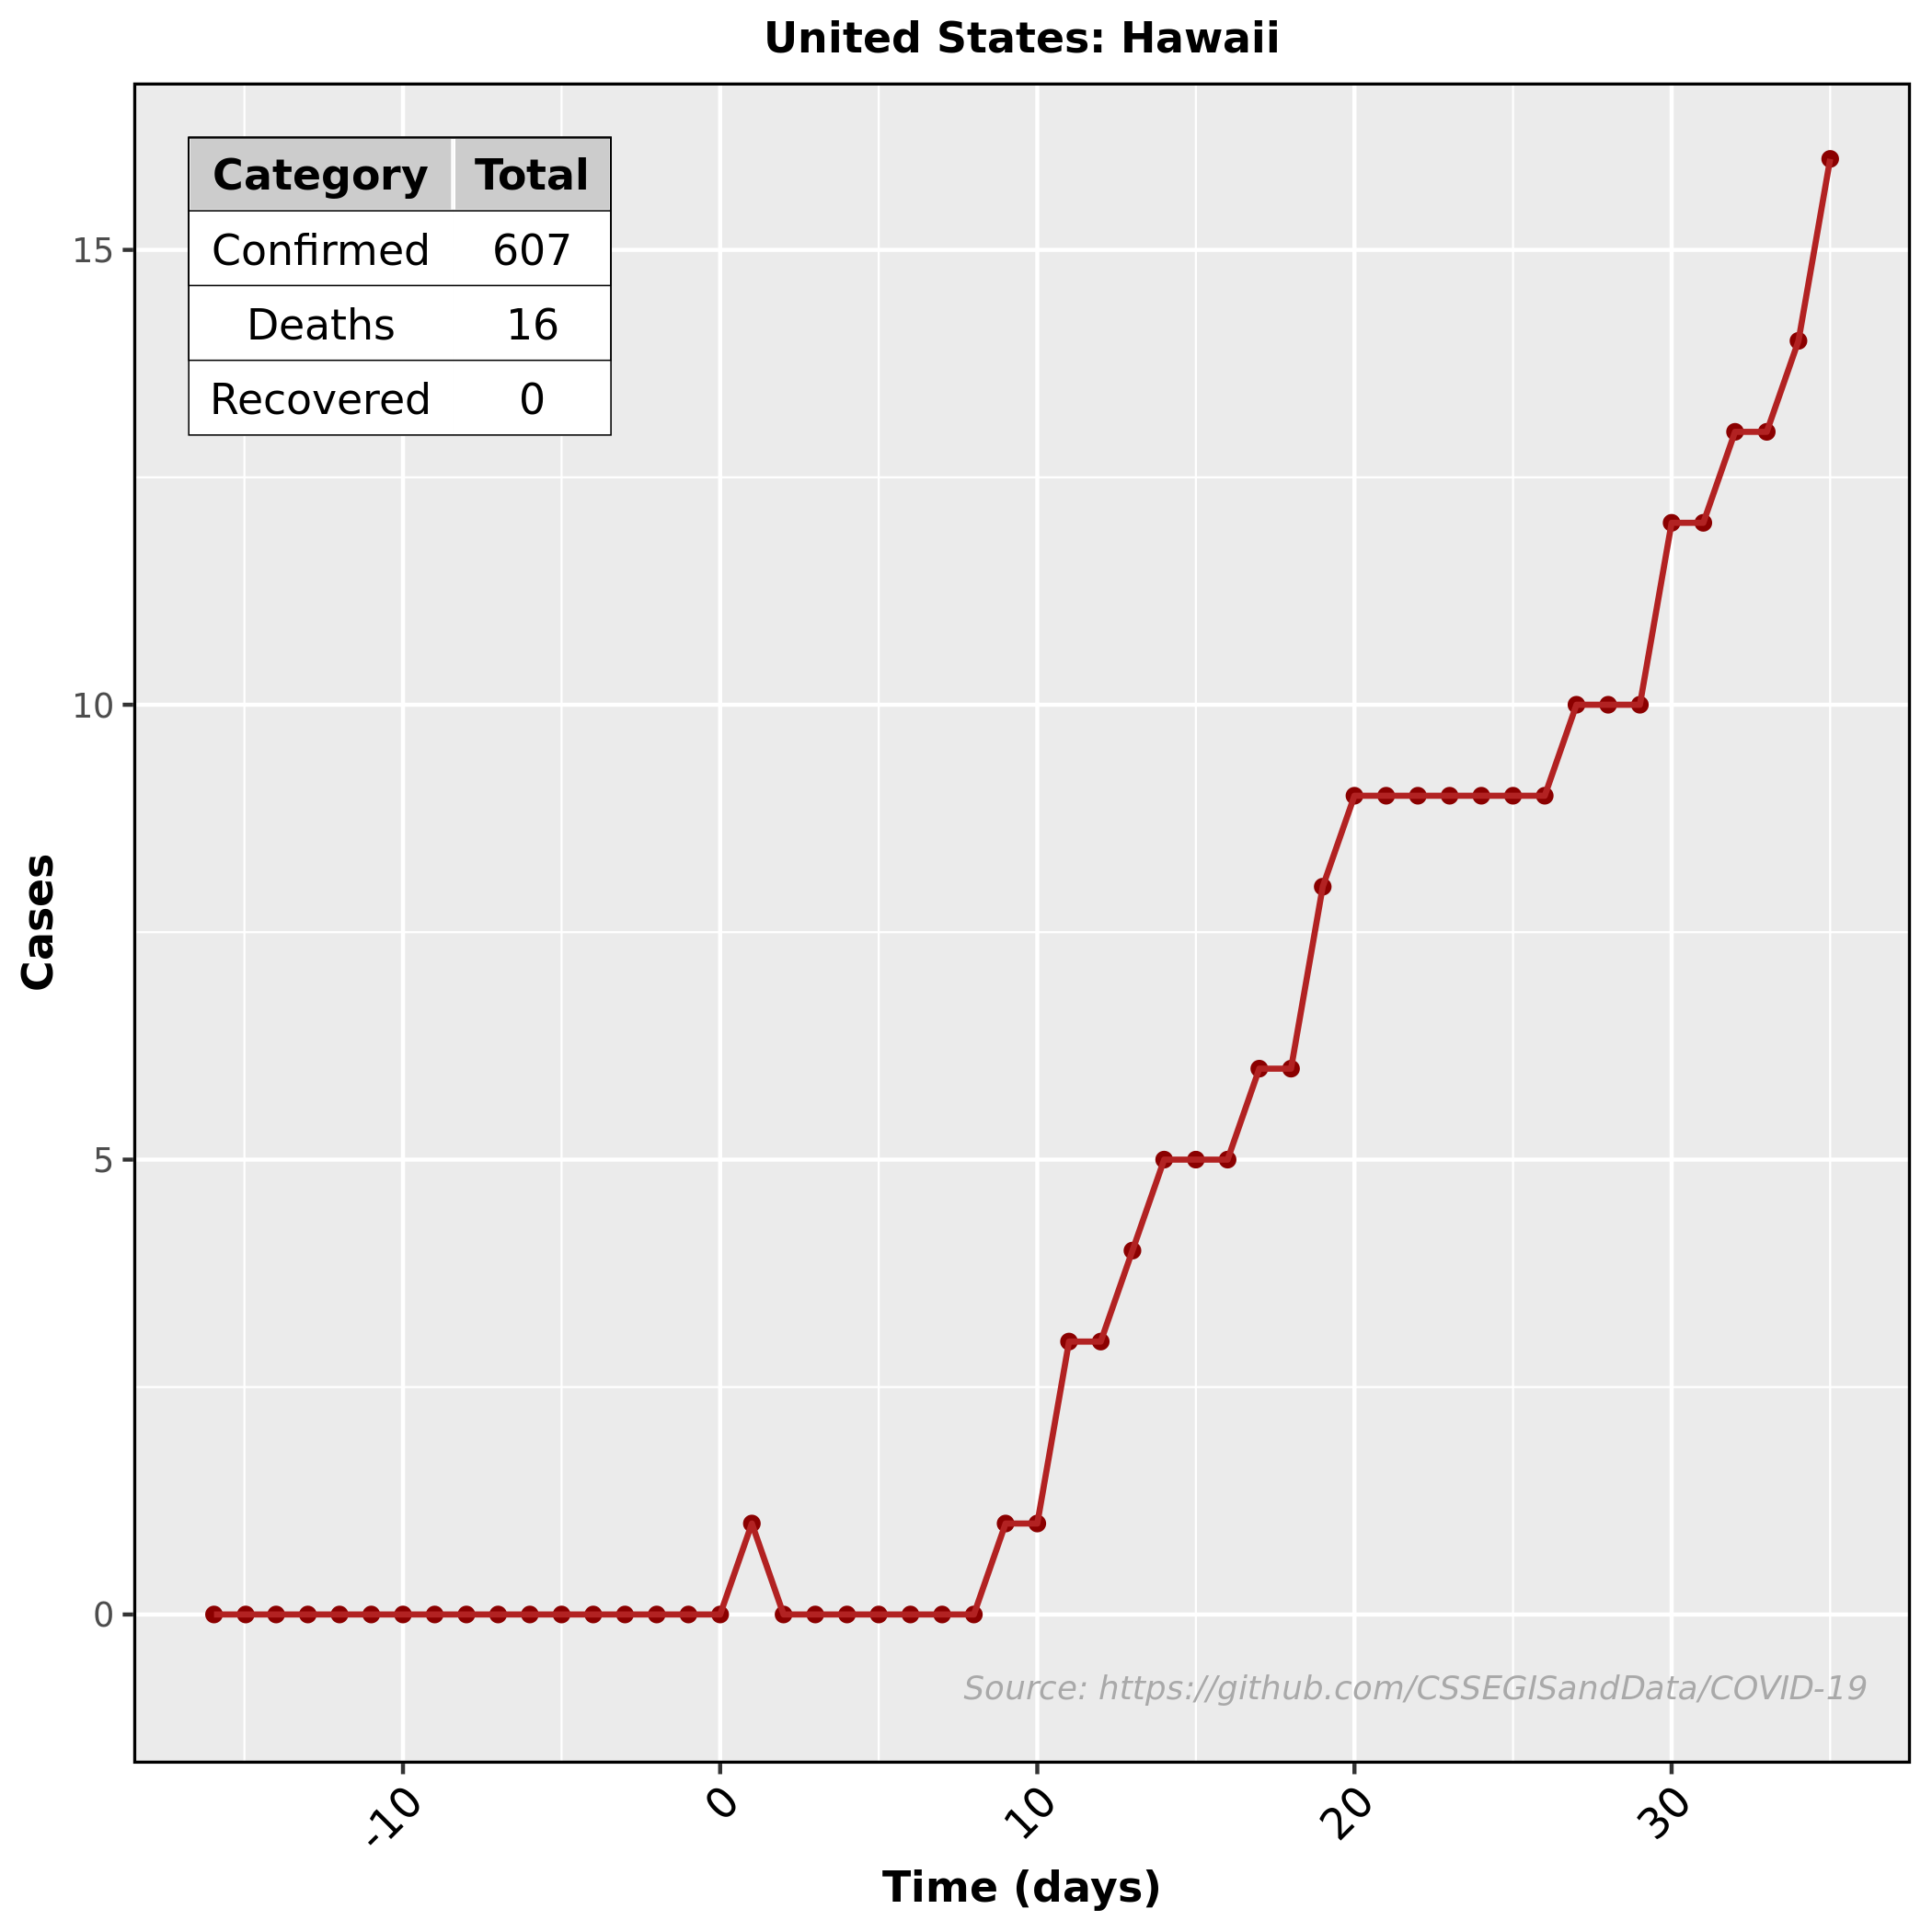 United States: Hawaii
Category Total
Confirmed 607
Deaths 16
Recovered 0
15
10
5
0
Cases
Source: https://github.com/CSSEGISandData/COVID-19
-10 0 10 20 30
Time (days)